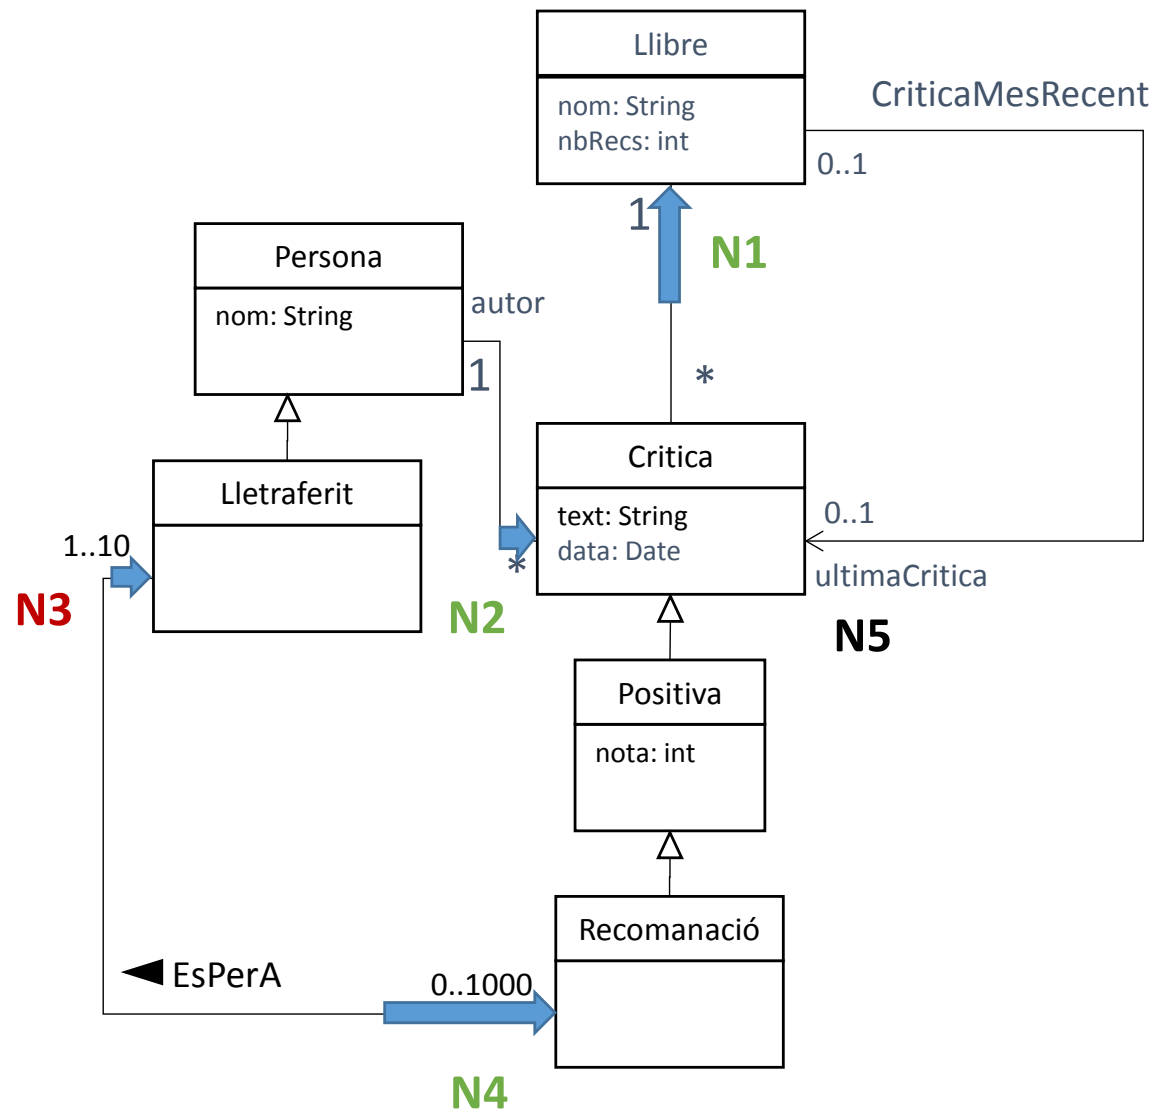 Llibre
nom: String
nbRecs: int
CriticaMesRecent
0..1
1
N1
Persona
nom: String
autor
1
*
Critica
text: String
data: Date
0..1
ultimaCritica
Lletraferit
1..10
N3
*
N2
N5
Positiva
nota: int
Recomanació
EsPerA
0..1000
N4